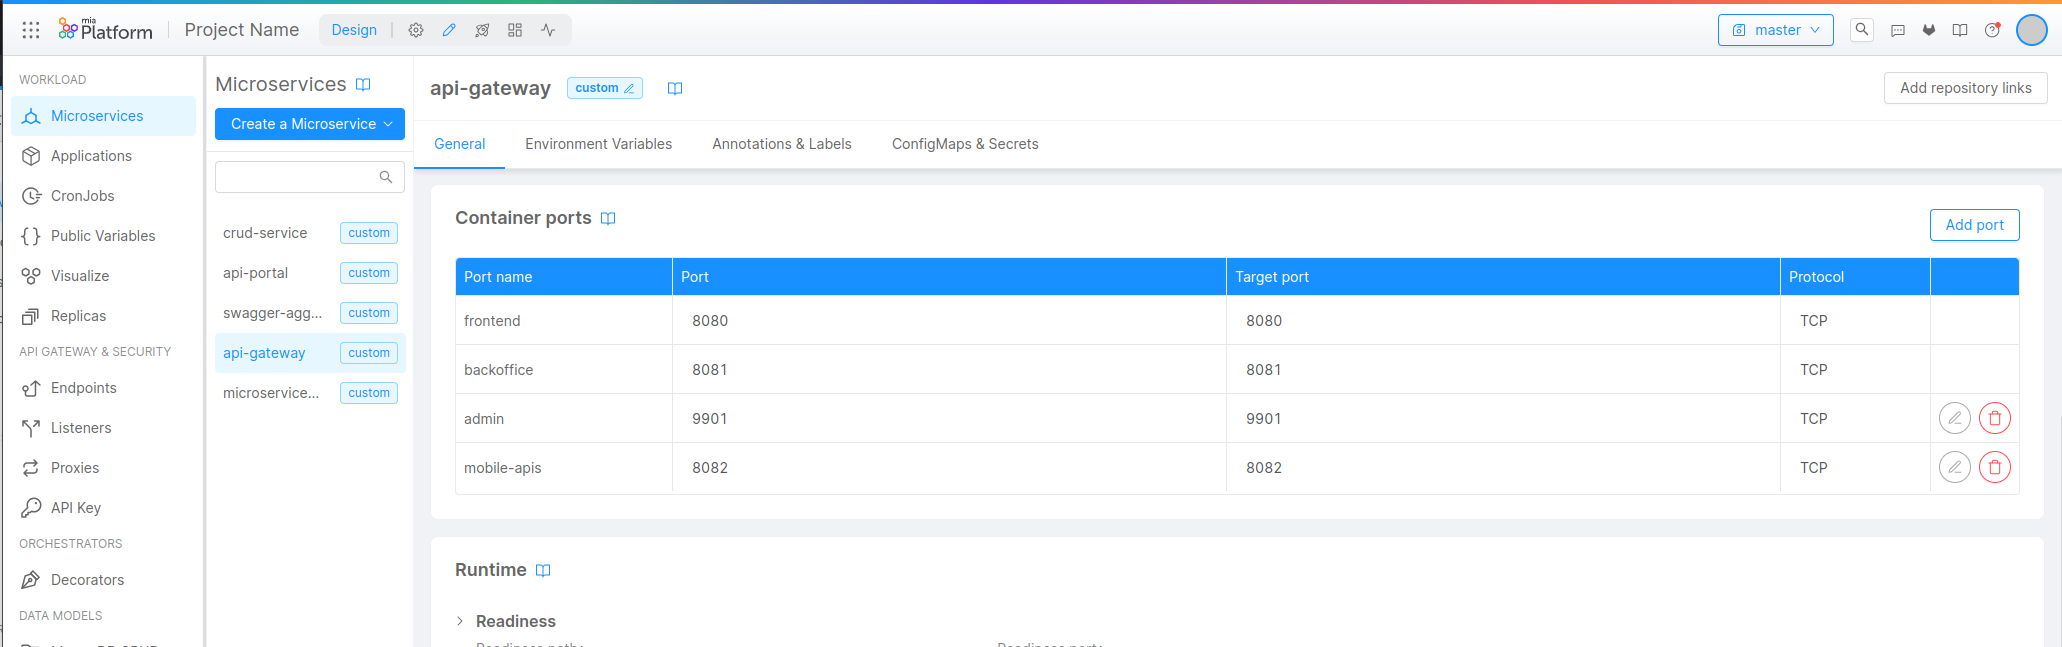 mia
Platform
Project Name
Design
master
WORKLOAD
Microservices
Applications
CronJobs
Public Variables
Visualize
Replicas
API GATEWAY & SECURITY
Endpoints
Listeners
Proxies
API Key
ORCHESTRATORS
Decorators
DATA MODELS
Microservices
Create a Microservice
crud-service custom
api-portal custom
swagger-agg... custom
api-gateway custom
microservice... custom
api-gateway custom
Add repository links
General Environment Variables Annotations & Labels ConfigMaps & Secrets
Container ports
Add port
Port name Port Target port Protocol
frontend 8080 8080 TCP
backoffice 8081 8081 TCP
admin 9901 9901 TCP
mobile-apis 8082 8082 TCP
Runtime
Readiness
Readiness path: Readiness port: